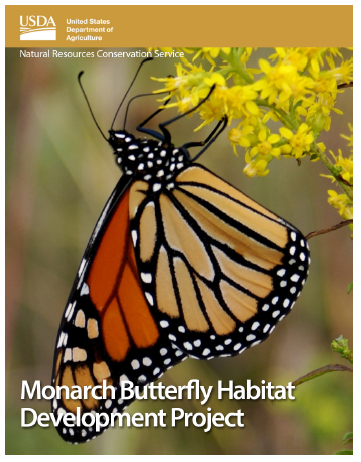 USDA
United States
Department of
Agriculture
Natural Resources Conservation Service
Monarch Butterfly Habitat
Development Project